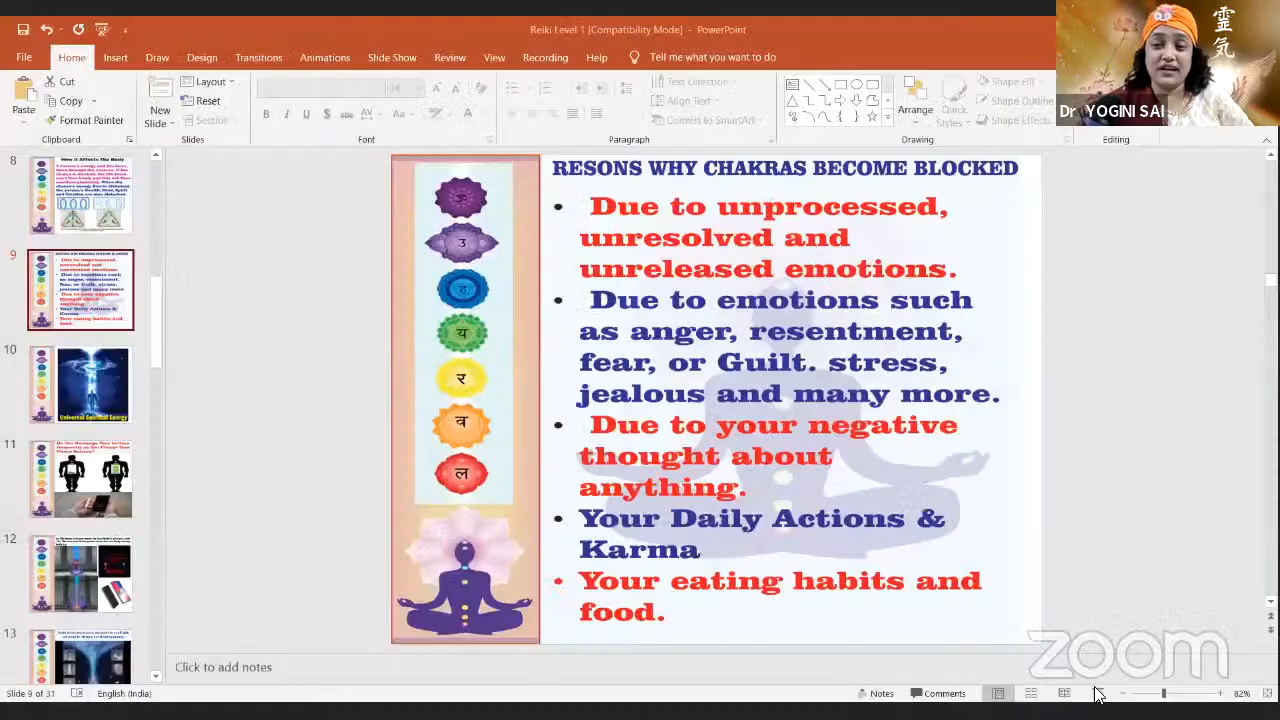 Reiki Level 1 [Compatibility Mode] - PowerPoint
靈
気
Dr YOGINI SAI
File Home Insert Draw Design Transitions Animations Slide Show Review View Recording Help Tell me what you want to do
Paste
Cut
Copy
Format Painter
Clipboard
New
Slide
Layout
Reset
Section
Slides
Font
Text Direction
Align Text
Convert to SmartArt
Paragraph
Arrange
Quick
Styles
Shape Fill
Shape Outline
Shape Effects
Drawing
Editing
8
How it Affects The Body
9
10
Universal Spiritual Energy
11
12
13
RESONS WHY CHAKRAS BECOME BLOCKED
• Due to unprocessed,
unresolved and
unreleased emotions.
• Due to emotions such
as anger, resentment,
fear, or Guilt. stress,
jealous and many more.
• Due to your negative
thought about
anything.
• Your Daily Actions &
Karma
• Your eating habits and
food.
ॐ
उ
ह
य
र
व
ल
zoom
Click to add notes
Slide 9 of 31 English (India) Notes Comments 82%